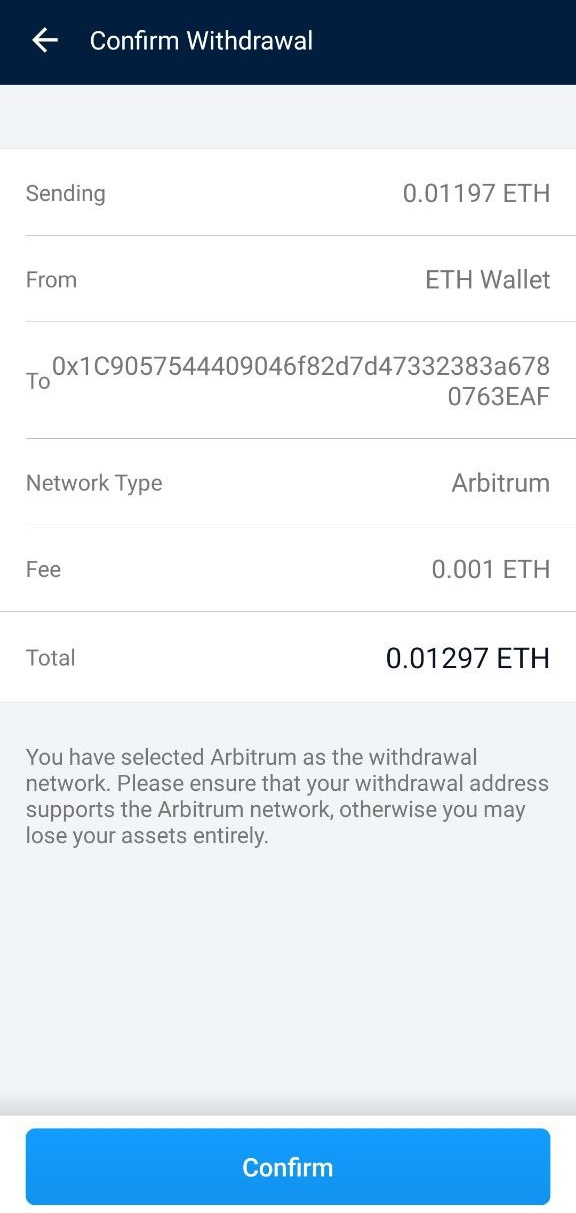 Confirm Withdrawal
Sending 0.01197 ETH
From ETH Wallet
To 0x1C9057544409046f82d7d47332383a678
0763EAF
Network Type Arbitrum
Fee 0.001 ETH
Total 0.01297 ETH
You have selected Arbitrum as the withdrawal
network. Please ensure that your withdrawal address
supports the Arbitrum network, otherwise you may
lose your assets entirely.
Confirm